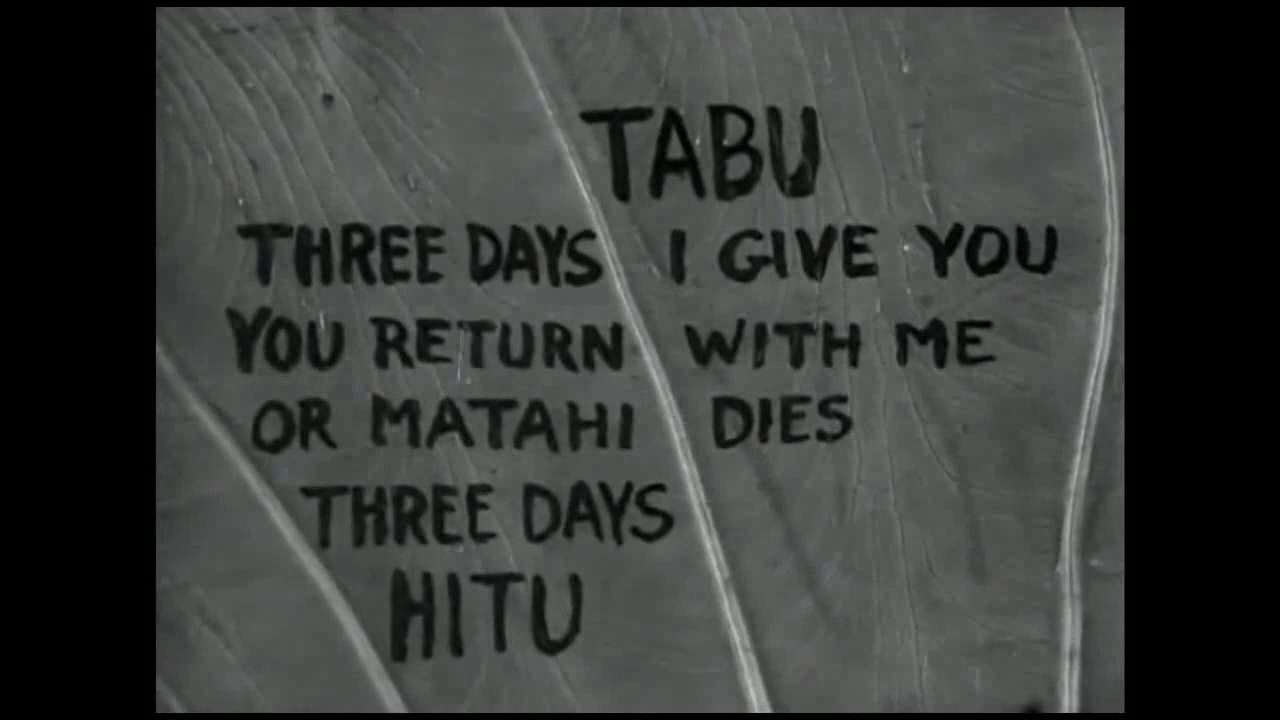 TABU
THREE DAYS I GIVE YOU
YOU RETURN WITH ME
OR MATAHI DIES
THREE DAYS
HITU